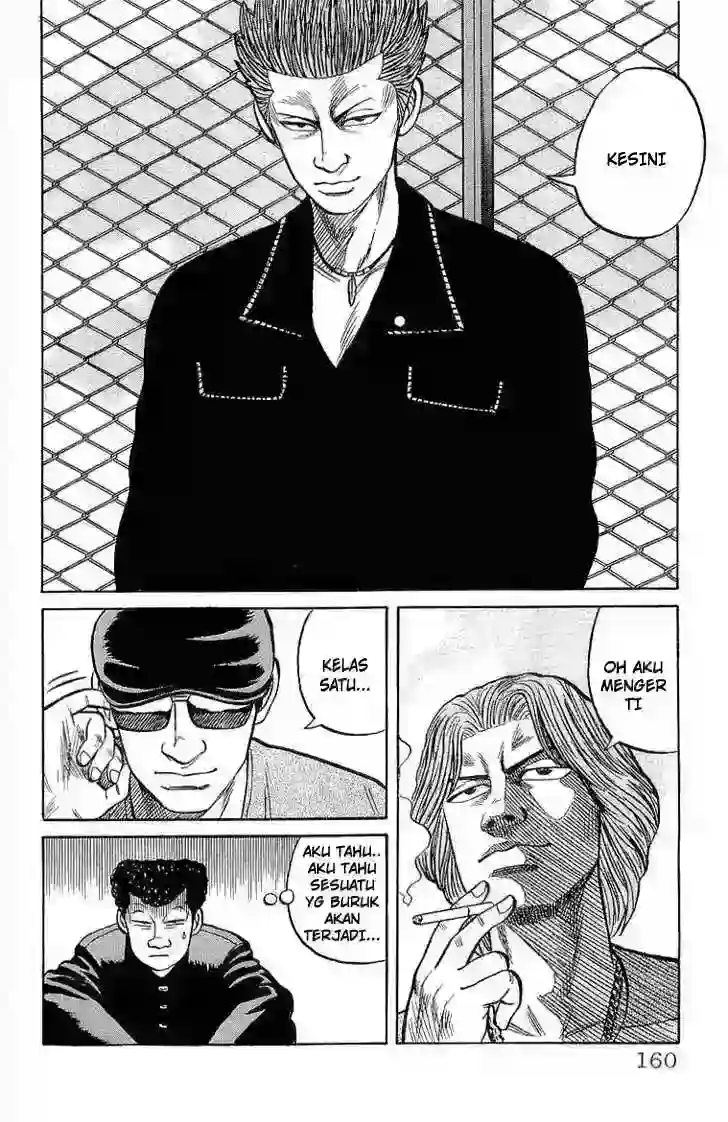 KESINI
OH AKU
MENGER
TI
KELAS
SATU...
AKU TAHU..
AKU TAHU
SESUATU
YG BURUK
AKAN
TERJADI...
160